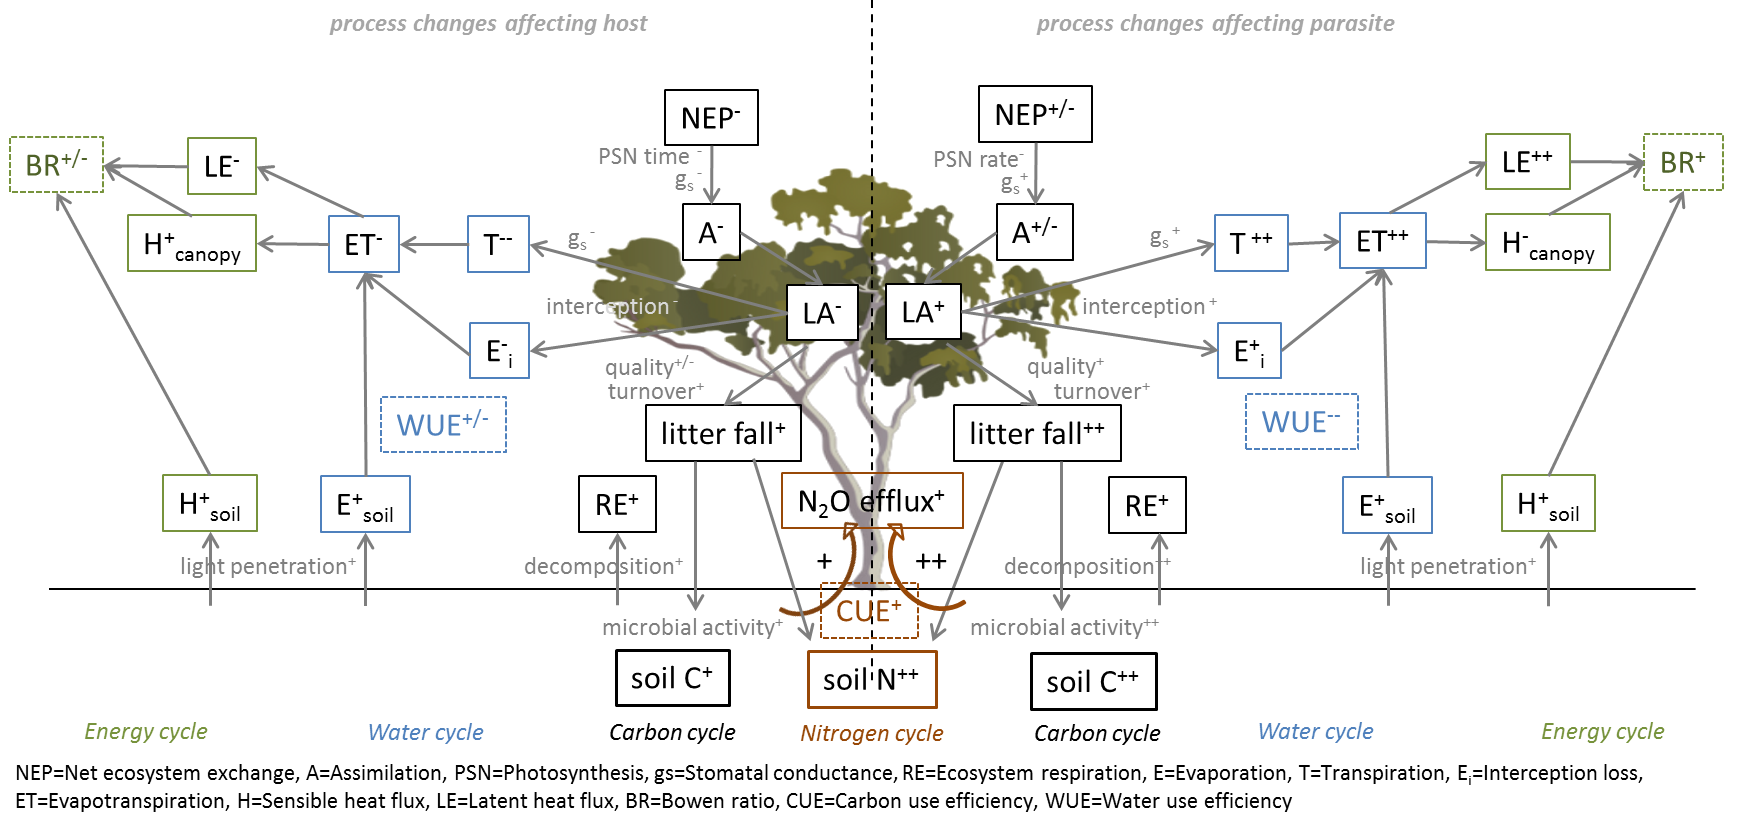 process changes affecting host
process changes affecting parasite
NEP-
NEP+/-
PSN time -
gs-
PSN rate-
gs+
BR+/-
LE-
LE++
BR+
H+canopy
ET-
T--
gs-
A-
A+/-
gs+
T++
ET++
H-canopy
interception-
LA-
LA+
interception+
E-i
E+i
quality+/-
turnover+
quality+
turnover+
WUE+/-
litter fall+
litter fall++
WUE--
H+soil
E+soil
RE+
N2O efflux+
RE+
E+soil
H+soil
light penetration+
decomposition+
+
++
decomposition++
light penetration+
CUE+
microbial activity+
microbial activity++
soil C+
soil N++
soil C++
Energy cycle
Water cycle
Carbon cycle
Nitrogen cycle
Carbon cycle
Water cycle
Energy cycle
NEP=Net ecosystem exchange, A=Assimilation, PSN=Photosynthesis, gs=Stomatal conductance, RE=Ecosystem respiration, E=Evaporation, T=Transpiration, Ei=Interception loss,
ET=Evapotranspiration, H=Sensible heat flux, LE=Latent heat flux, BR=Bowen ratio, CUE=Carbon use efficiency, WUE=Water use efficiency